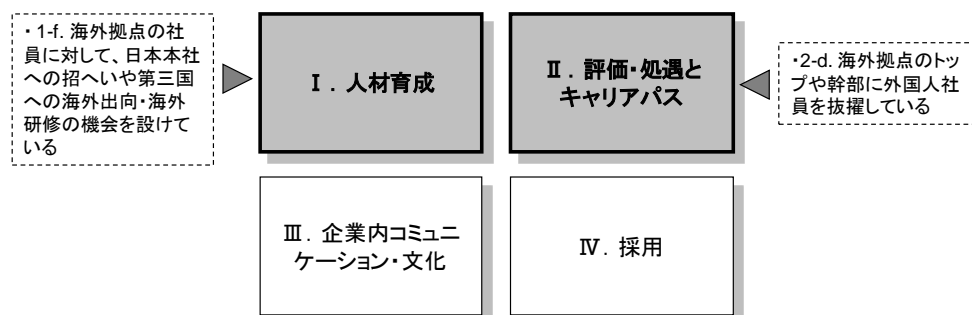 ・1-f. 海外拠点の社
員に対して、日本本社
への招へいや第三国
への海外出向・海外
研修の機会を設けて
いる
Ⅰ．人材育成
Ⅱ．評価・処遇と
キャリアパス
・2-d. 海外拠点のトッ
プや幹部に外国人社
員を抜擢している
Ⅲ．企業内コミュニ
ケーション・文化
Ⅳ．採用